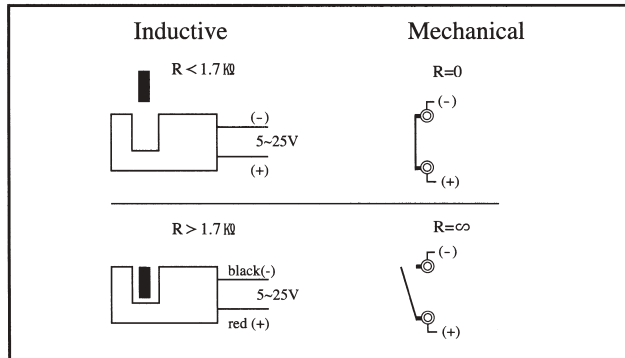 Inductive
Mechanical
R < 1.7 KΩ
R=0
(-)
5~25V
(+)
(-)
(+)
R > 1.7 KΩ
R=∞
black(-)
5~25V
red (+)
(-)
(+)